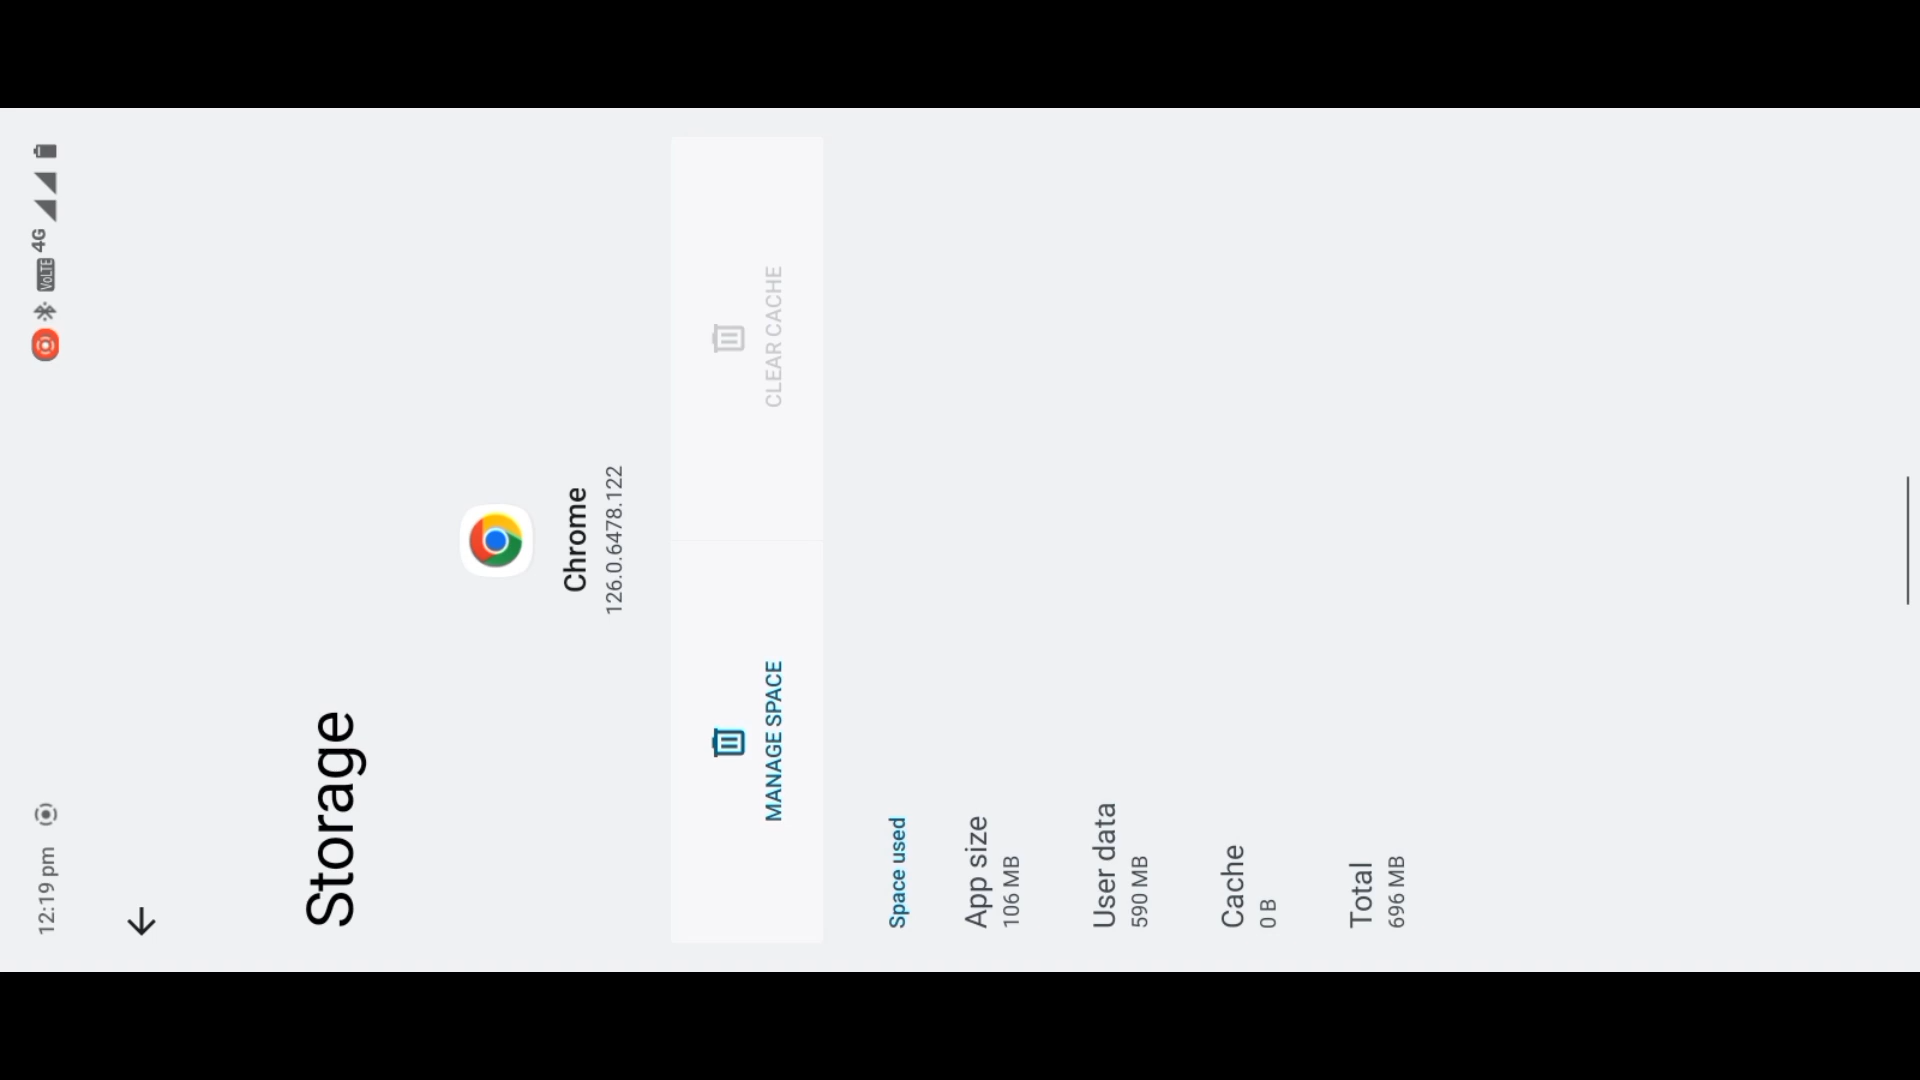 12:19 pm
VoLTE 4G
Storage
Chrome
126.0.6478.122
MANAGE SPACE
CLEAR CACHE
Space used
App size
106 MB
User data
590 MB
Cache
0 B
Total
696 MB